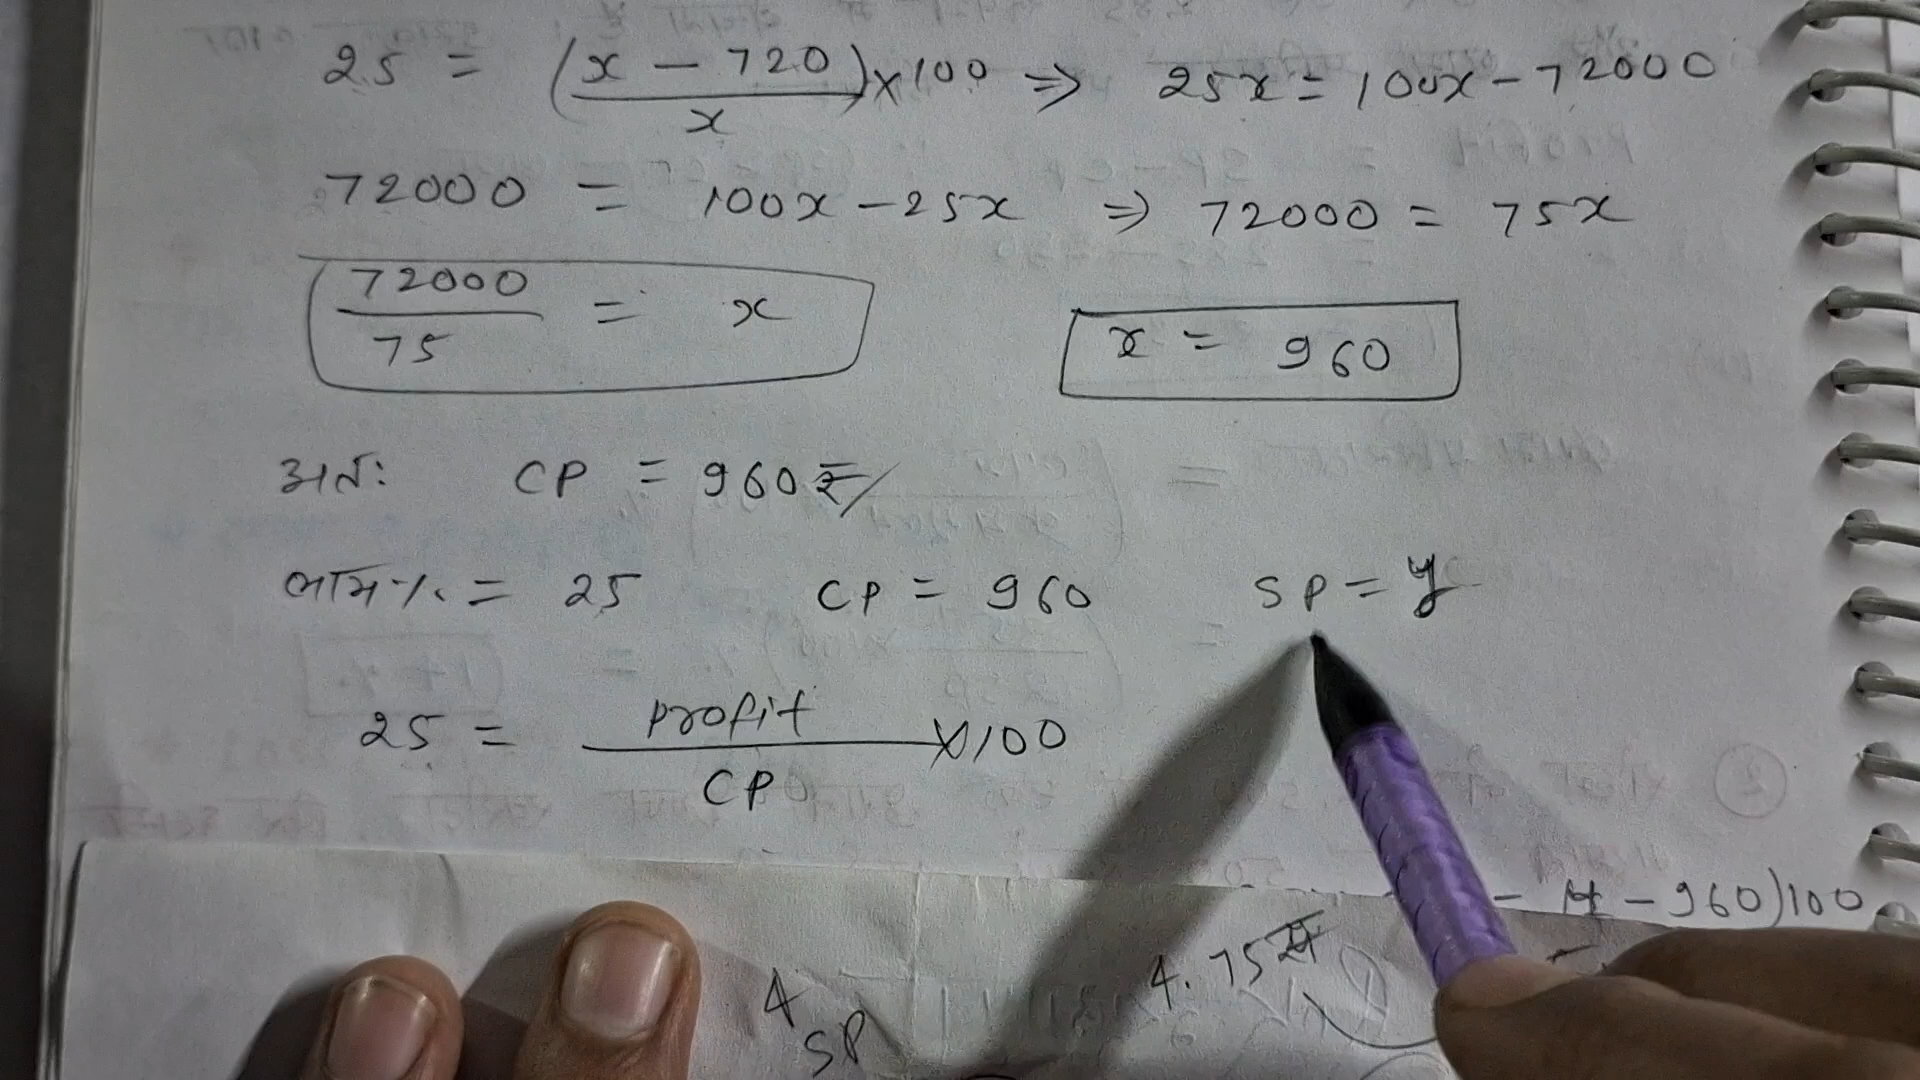 25 = (x - 720 / x) × 100 ⇒ 25x = 100x - 72000
72000 = 100x - 25x ⇒ 72000 = 75x
72000 / 75 = x x = 960
अतः CP = 960 ₹/
लाभ % = 25 CP = 960 SP = y
25 = profit / CP × 100
- 960)100
4.75
SP